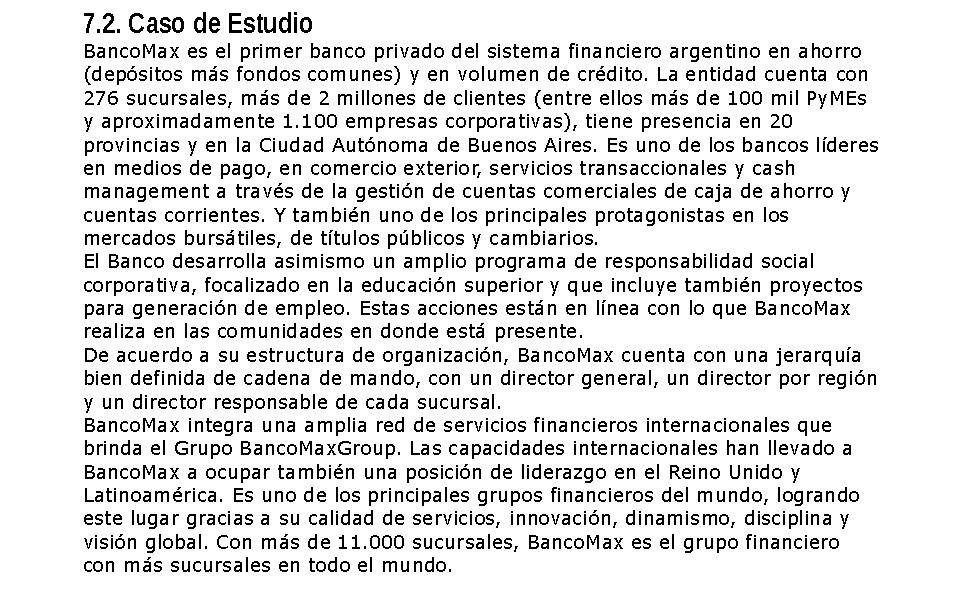 7.2. Caso de Estudio
BancoMax es el primer banco privado del sistema financiero argentino en ahorro
(depósitos más fondos comunes) y en volumen de crédito. La entidad cuenta con
276 sucursales, más de 2 millones de clientes (entre ellos más de 100 mil PyMEs
y aproximadamente 1.100 empresas corporativas), tiene presencia en 20
provincias y en la Ciudad Autónoma de Buenos Aires. Es uno de los bancos líderes
en medios de pago, en comercio exterior, servicios transaccionales y cash
management a través de la gestión de cuentas comerciales de caja de ahorro y
cuentas corrientes. Y también uno de los principales protagonistas en los
mercados bursátiles, de títulos públicos y cambiarios.
El Banco desarrolla asimismo un amplio programa de responsabilidad social
corporativa, focalizado en la educación superior y que incluye también proyectos
para generación de empleo. Estas acciones están en línea con lo que BancoMax
realiza en las comunidades en donde está presente.
De acuerdo a su estructura de organización, BancoMax cuenta con una jerarquía
bien definida de cadena de mando, con un director general, un director por región
y un director responsable de cada sucursal.
BancoMax integra una amplia red de servicios financieros internacionales que
brinda el Grupo BancoMaxGroup. Las capacidades internacionales han llevado a
BancoMax a ocupar también una posición de liderazgo en el Reino Unido y
Latinoamérica. Es uno de los principales grupos financieros del mundo, logrando
este lugar gracias a su calidad de servicios, innovación, dinamismo, disciplina y
visión global. Con más de 11.000 sucursales, BancoMax es el grupo financiero
con más sucursales en todo el mundo.